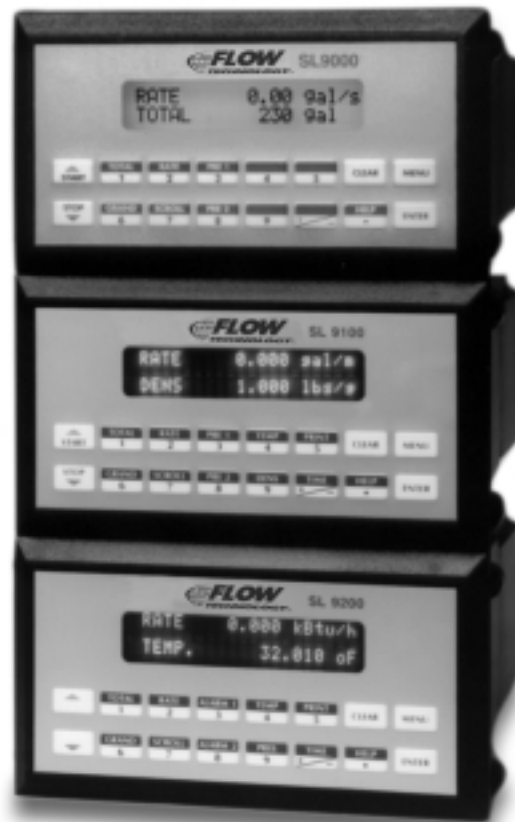 FLOW SL9000
TECHNOLOGY
RATE 0.00 gal/s
TOTAL 230 gal
START TOTAL RATE PRE 1 CLEAR MENU
1 2 3 4 5
STOP GRAND SCROLL PRE 2 HELP ENTER
6 7 8 9
FLOW SL 9100
TECHNOLOGY
RATE 0.000 gal/m
DENS 1.000 lbs/g
START TOTAL RATE PRE 1 TEMP PRINT CLEAR MENU
1 2 3 4 5
STOP GRAND SCROLL PRE 2 DENS TIME HELP ENTER
6 7 8 9
FLOW SL 9200
TECHNOLOGY
RATE 0.000 kBtu/h
TEMP. 32.010 oF
TOTAL RATE ALARM 1 TEMP PRINT CLEAR MENU
1 2 3 4 5
GRAND SCROLL ALARM 2 PRES TIME HELP ENTER
6 7 8 9